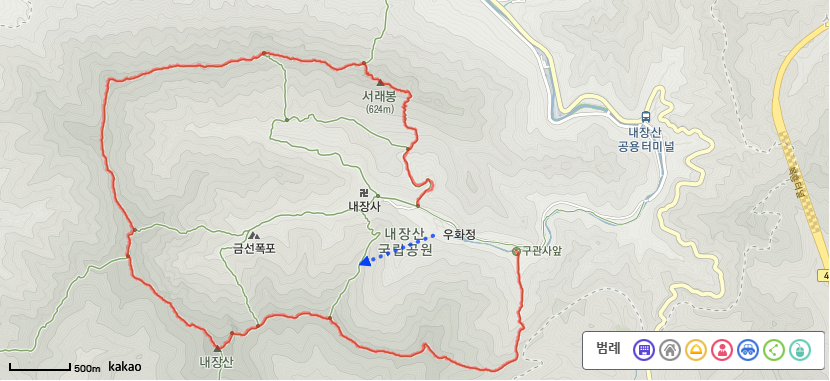 서래봉
(624m)
내장산
공용터미널
내장사
내장산
국립공원
우화정
금선폭포
구관사앞
내장산
범례
500m kakao
4